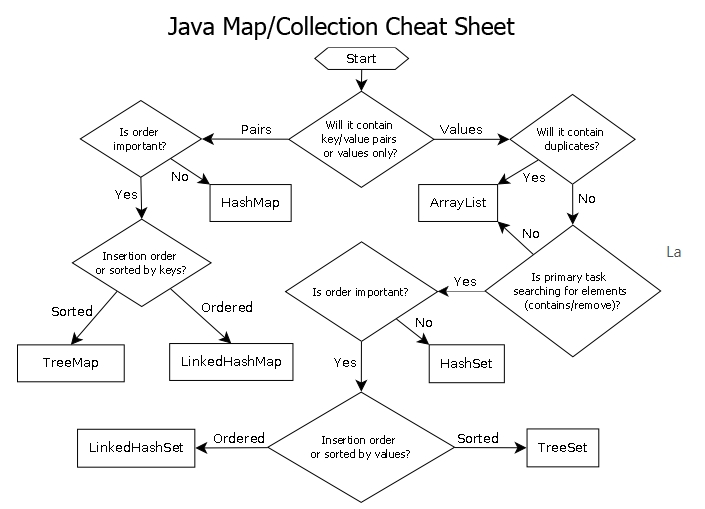 Java Map/Collection Cheat Sheet
Start
Will it contain
key/value pairs
or values only?
Pairs
Values
Is order
important?
Will it contain
duplicates?
No
Yes
HashMap
Yes
ArrayList
No
No
Insertion order
or sorted by keys?
Is primary task
searching for elements
(contains/remove)?
La
Yes
Is order important?
Sorted
Ordered
No
TreeMap
LinkedHashMap
HashSet
Yes
Insertion order
or sorted by values?
Ordered
Sorted
LinkedHashSet
TreeSet